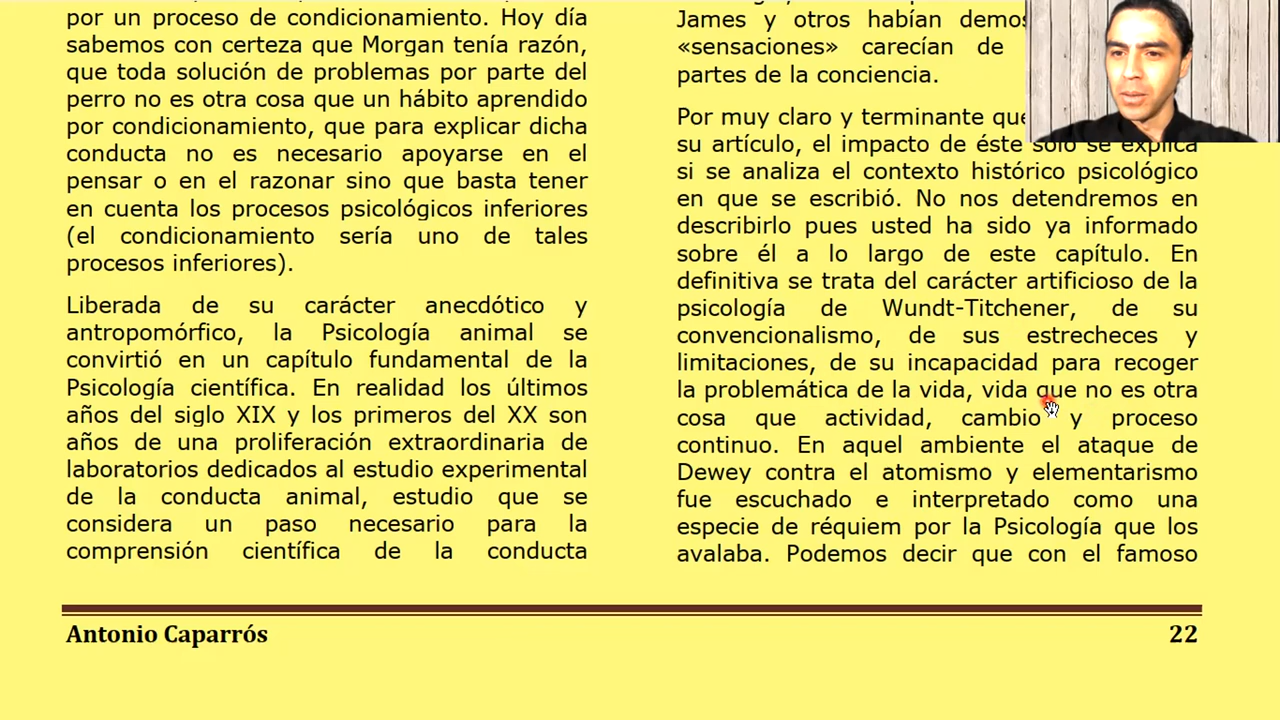 por un proceso de condicionamiento. Hoy día
sabemos con certeza que Morgan tenía razón,
que toda solución de problemas por parte del
perro no es otra cosa que un hábito aprendido
por condicionamiento, que para explicar dicha
conducta no es necesario apoyarse en el
pensar o en el razonar sino que basta tener
en cuenta los procesos psicológicos inferiores
(el condicionamiento sería uno de tales
procesos inferiores).
Liberada de su carácter anecdótico y
antropomórfico, la Psicología animal se
convirtió en un capítulo fundamental de la
Psicología científica. En realidad los últimos
años del siglo XIX y los primeros del XX son
años de una proliferación extraordinaria de
laboratorios dedicados al estudio experimental
de la conducta animal, estudio que se
considera un paso necesario para la
comprensión científica de la conducta
James y otros habían
«sensaciones» carecían de
partes de la conciencia.
Por muy claro y terminante que
su artículo, el impacto de éste sólo se explica
si se analiza el contexto histórico psicológico
en que se escribió. No nos detendremos en
describirlo pues usted ha sido ya informado
sobre él a lo largo de este capítulo. En
definitiva se trata del carácter artificioso de la
psicología de Wundt-Titchener, de su
convencionalismo, de sus estrecheces y
limitaciones, de su incapacidad para recoger
la problemática de la vida, vida que no es otra
cosa que actividad, cambio y proceso
continuo. En aquel ambiente el ataque de
Dewey contra el atomismo y elementarismo
fue escuchado e interpretado como una
especie de réquiem por la Psicología que los
avalaba. Podemos decir que con el famoso
Antonio Caparrós
22